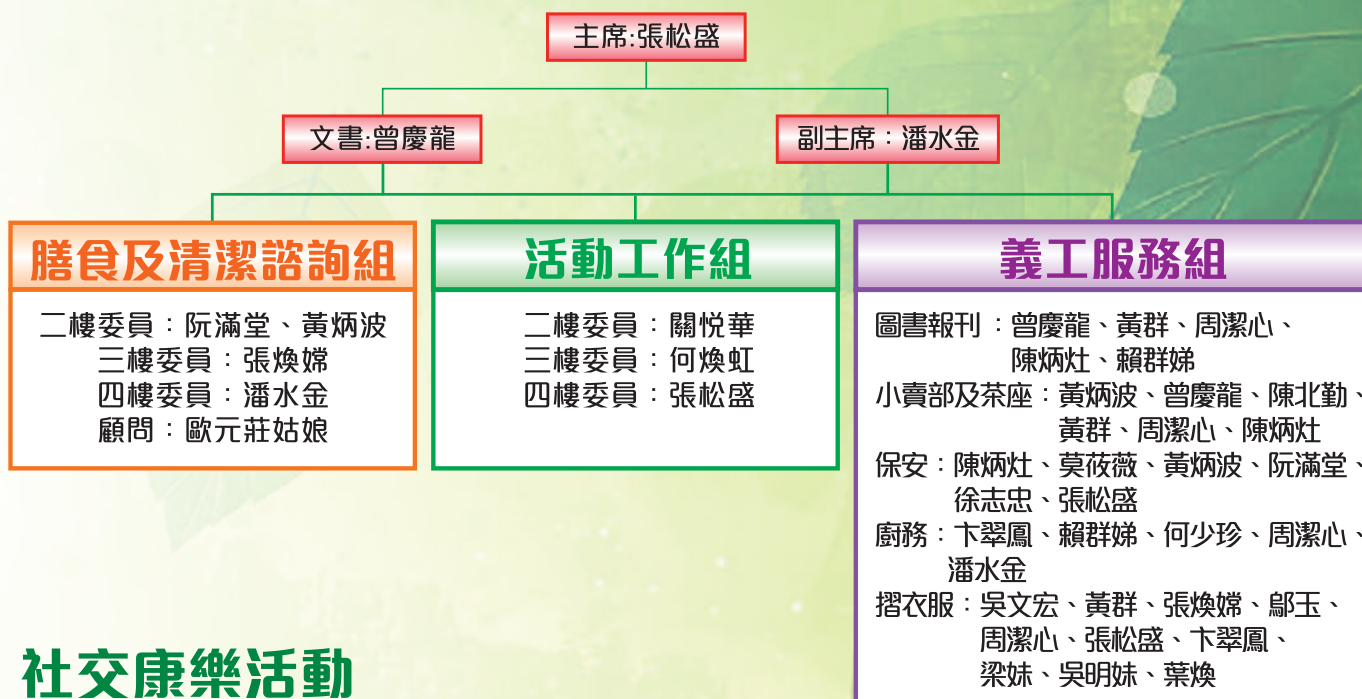 主席:張松盛
文書:曾慶龍
副主席：潘水金
膳食及清潔諮詢組
二樓委員：阮滿堂、黃炳波
三樓委員：張煥嫦
四樓委員：潘水金
顧問：歐元莊姑娘
活動工作組
二樓委員：關悅華
三樓委員：何煥虹
四樓委員：張松盛
義工服務組
圖書報刊：曾慶龍、黃群、周潔心、
陳炳灶、賴群娣
小賣部及茶座：黃炳波、曾慶龍、陳北勤、
黃群、周潔心、陳炳灶
保安：陳炳灶、莫莜薇、黃炳波、阮滿堂、
徐志忠、張松盛
廚務：卞翠鳳、賴群娣、何少珍、周潔心、
潘水金
摺衣服：吳文宏、黃群、張煥嫦、鄔玉、
周潔心、張松盛、卞翠鳳、
梁妹、吳明妹、葉煥
社交康樂活動